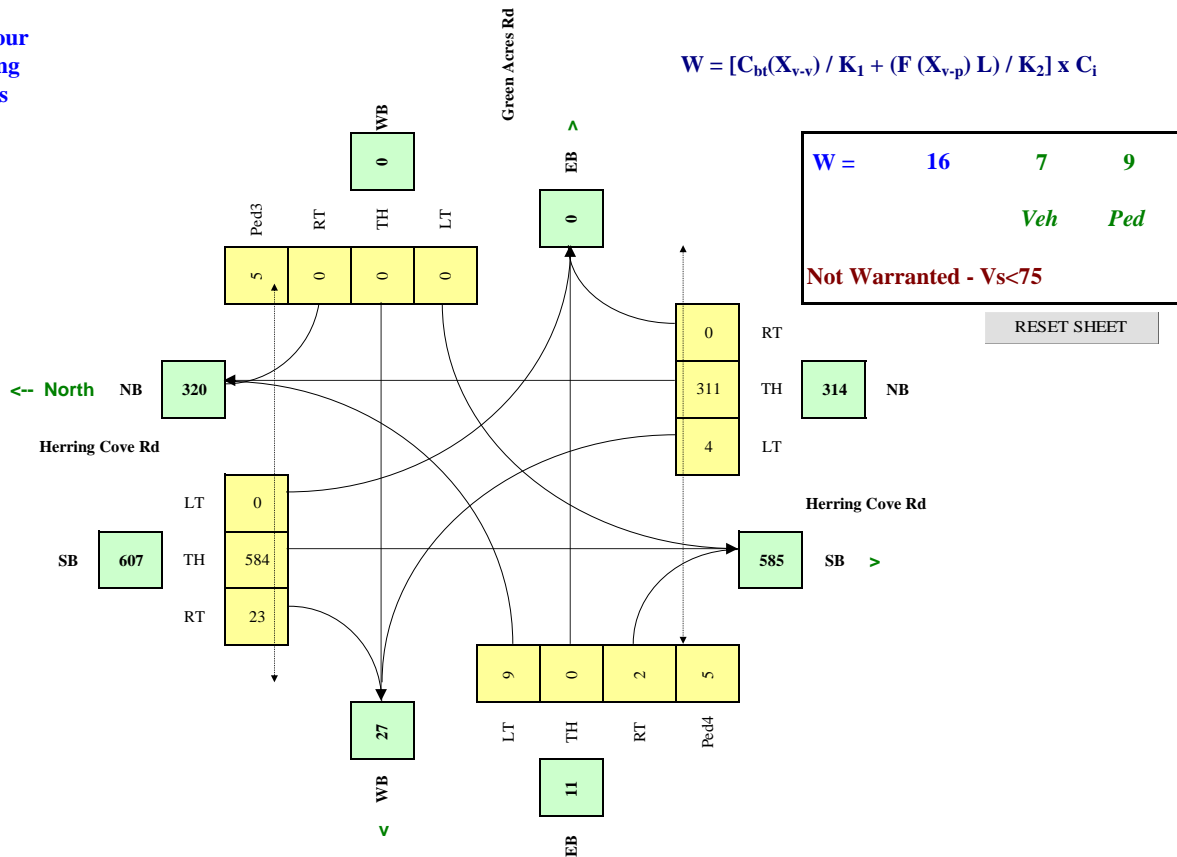 our
ng
s
Green Acres Rd
W = [Cbt(Xv-v) / K1 + (F (Xv-p) L) / K2] x Ci
WB
0
^
EB
0
W = 16 7 9
Veh Ped
Not Warranted - Vs<75
RESET SHEET
Ped3 RT TH LT
5 0 0 0
0 RT
311 TH 314 NB
4 LT
<-- North NB 320
Herring Cove Rd
LT 0
SB 607 TH 584
RT 23
Herring Cove Rd
585 SB >
9 0 2 5
LT TH RT Ped4
27
WB
v
11
EB